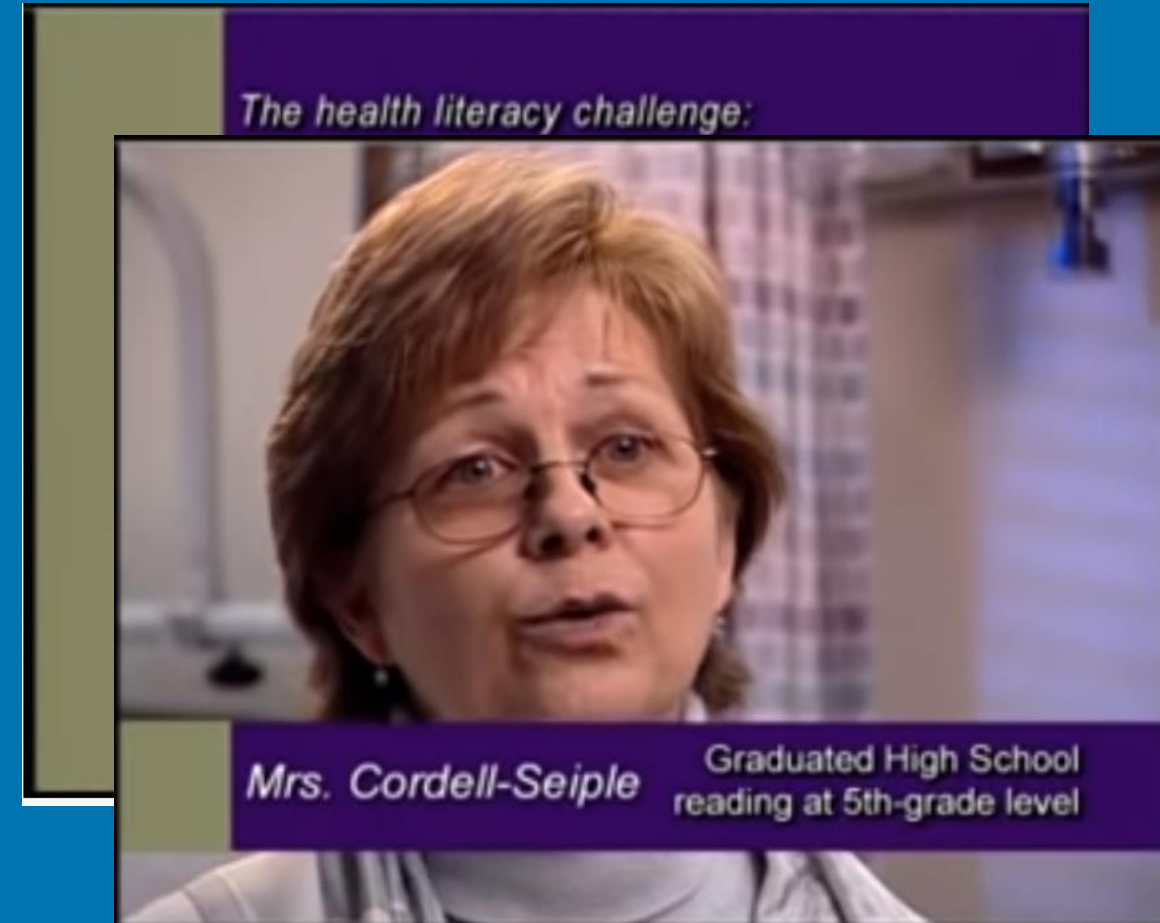 The health literacy challenge:
Mrs. Cordell-Seiple
Graduated High School
reading at 5th-grade level